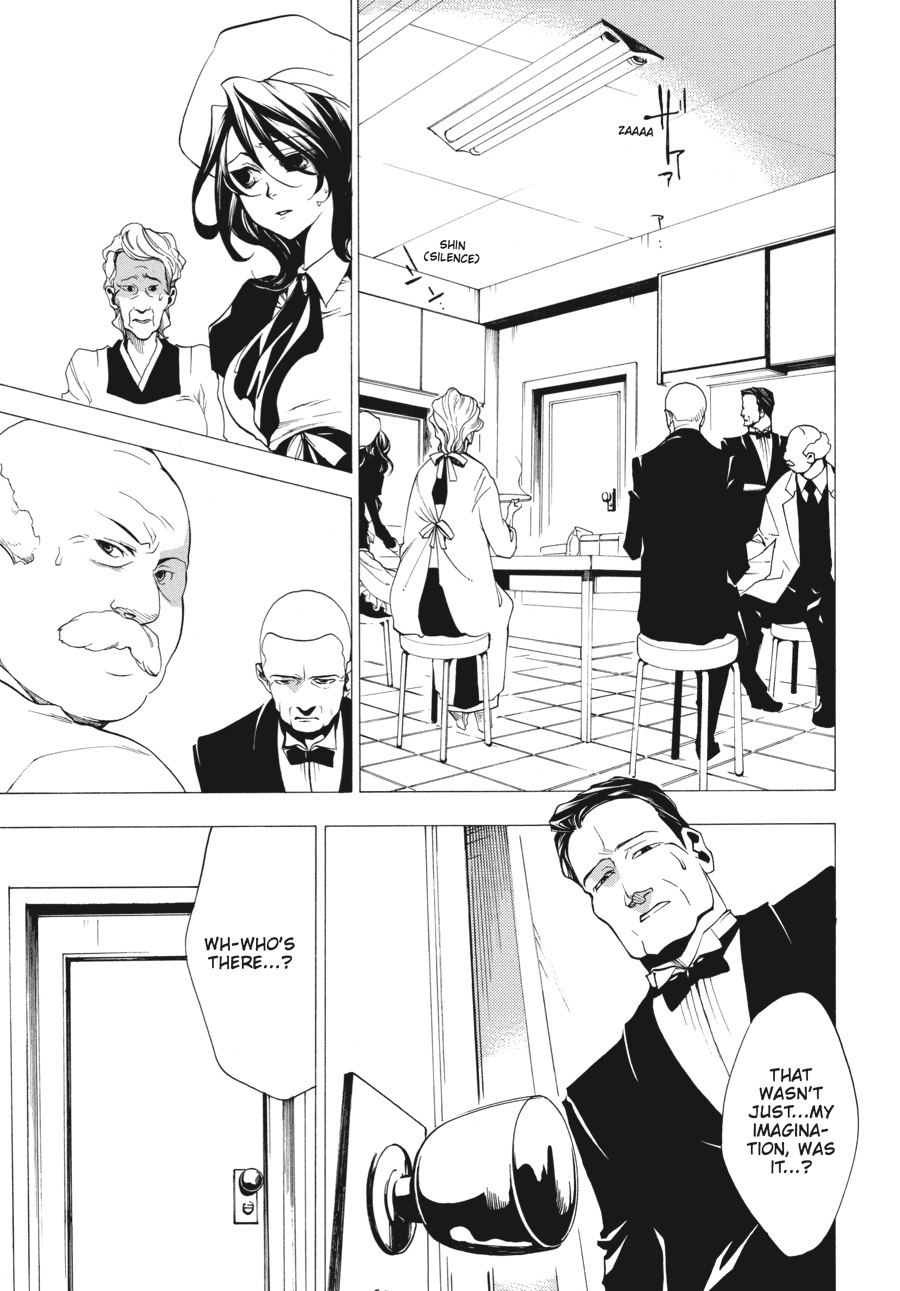 ザァァ…
ZAAAA
SHIN
(SILENCE)
シン…
THAT
WASN'T
JUST...MY
IMAGINA-
TION, WAS
IT...?
WH-WHO'S
THERE...?